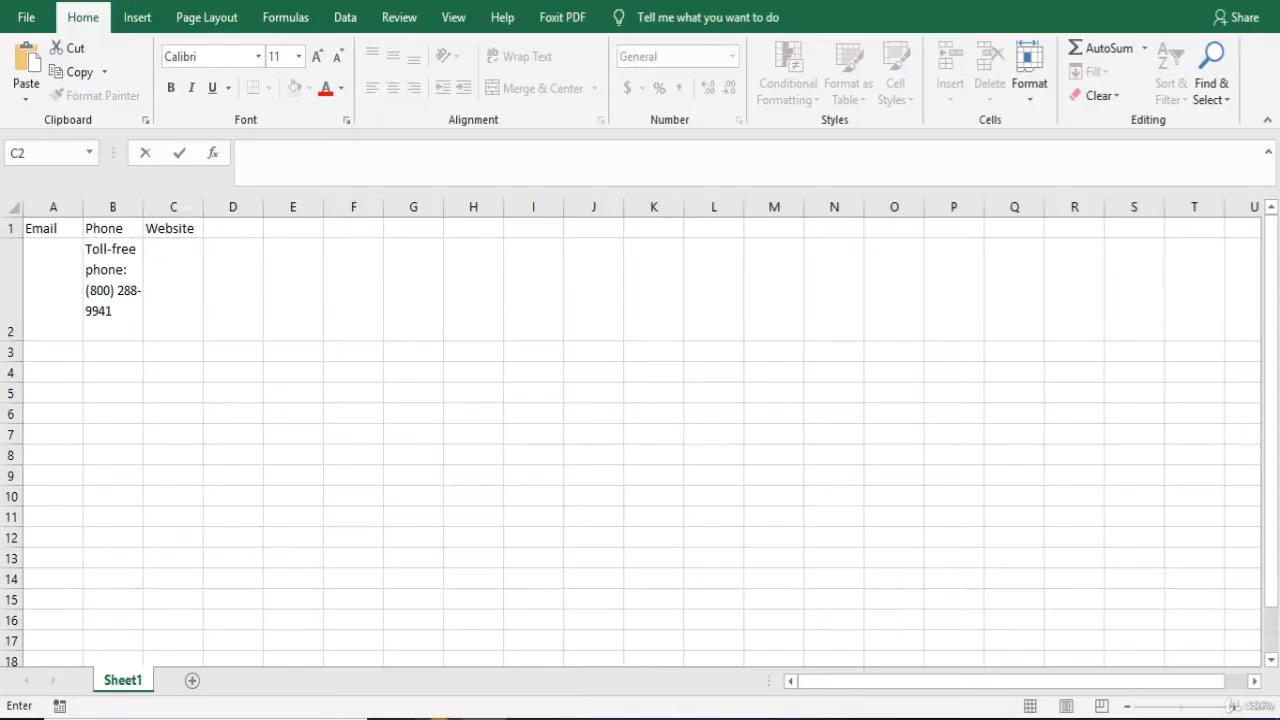 File Home Insert Page Layout Formulas Data Review View Help Foxit PDF Tell me what you want to do Share
Paste
Cut
Copy
Format Painter
Clipboard
Calibri 11
B I U
Font
Wrap Text
Merge & Center
Alignment
General
$ % ,
Number
Conditional Formatting
Format as Table
Cell Styles
Styles
Insert Delete Format
Cells
AutoSum
Fill
Clear
Sort & Filter
Find & Select
Editing
C2
fx
A B C D E F G H I J K L M N O P Q R S T U
1 Email Phone Website
Toll-free
phone:
(800) 288-
9941
2
3
4
5
6
7
8
9
10
11
12
13
14
15
16
17
18
Sheet1
Enter
Udemy